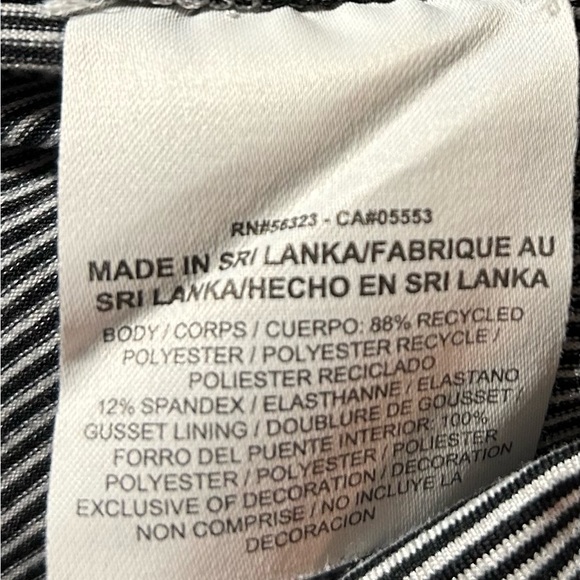 RN#56323 - CA#05553
MADE IN SRI LANKA/FABRIQUE AU
SRI LANKA/HECHO EN SRI LANKA
BODY / CORPS / CUERPO: 88% RECYCLED
POLYESTER / POLYESTER RECYCLE /
POLIESTER RECICLADO
12% SPANDEX / ELASTHANNE / ELASTANO
GUSSET LINING / DOUBLURE DE GOUSSET /
FORRO DEL PUENTE INTERIOR: 100%
POLYESTER / POLYESTER / POLIESTER
EXCLUSIVE OF DECORATION / DECORATION
NON COMPRISE / NO INCLUYE LA
DECORACION